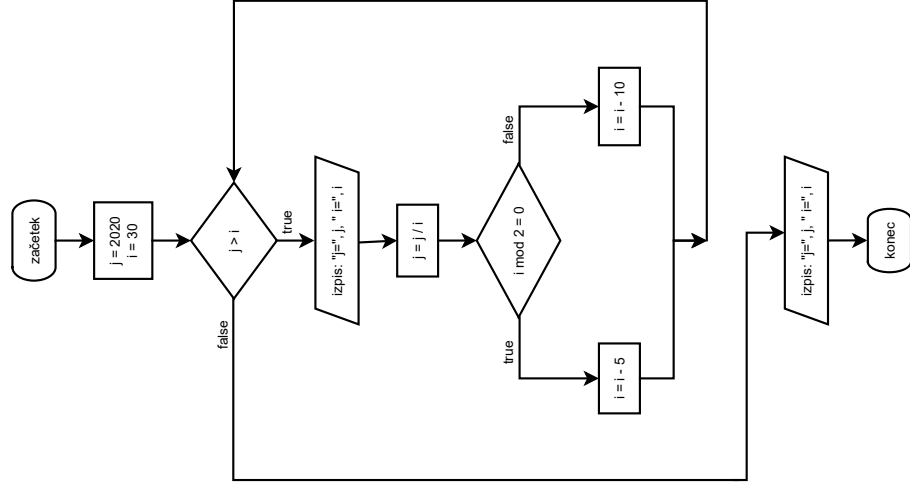 začetek
j = 2020
i = 30
j > i
true
false
izpis: "j=", j, " i=", i
j = j / i
i mod 2 = 0
true
false
i = i - 5
i = i - 10
izpis: "j=", j, " i=", i
konec